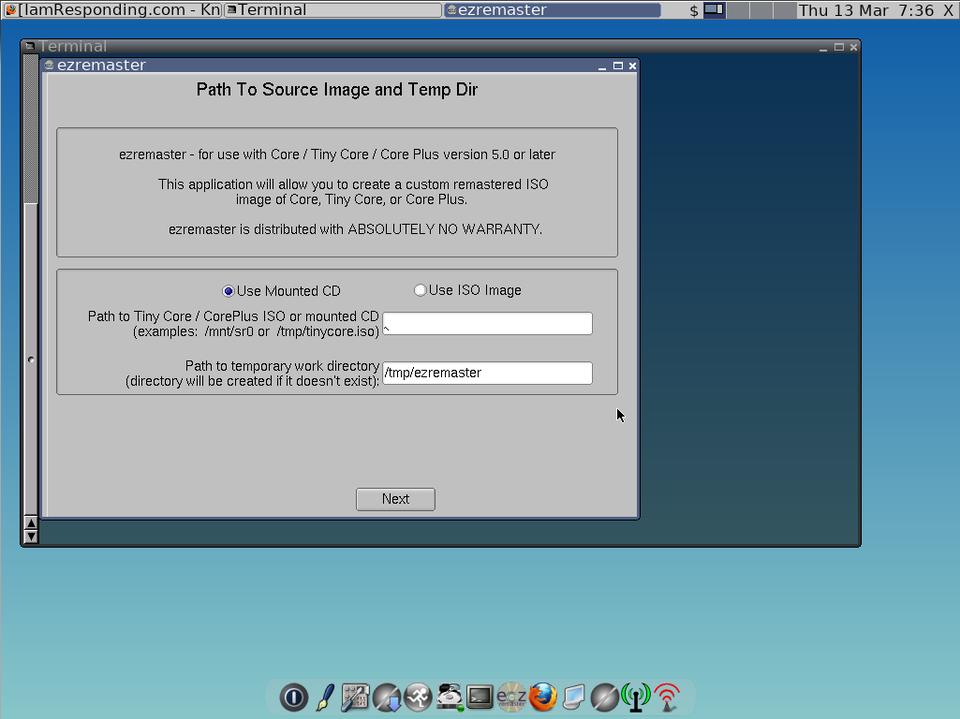 [IamResponding.com - Kn
Terminal
ezremaster
$
Thu 13 Mar 7:36 X
Terminal
ezremaster
Path To Source Image and Temp Dir
ezremaster - for use with Core / Tiny Core / Core Plus version 5.0 or later
This application will allow you to create a custom remastered ISO
image of Core, Tiny Core, or Core Plus.
ezremaster is distributed with ABSOLUTELY NO WARRANTY.
Use Mounted CD
Use ISO Image
Path to Tiny Core / CorePlus ISO or mounted CD
(examples: /mnt/sr0 or /tmp/tinycore.iso)
Path to temporary work directory
(directory will be created if it doesn't exist):
/tmp/ezremaster
Next